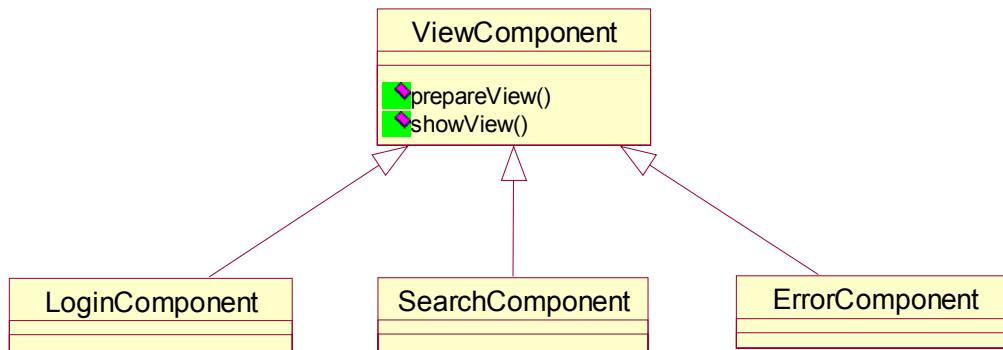 ViewComponent
prepareView()
showView()
LoginComponent
SearchComponent
ErrorComponent